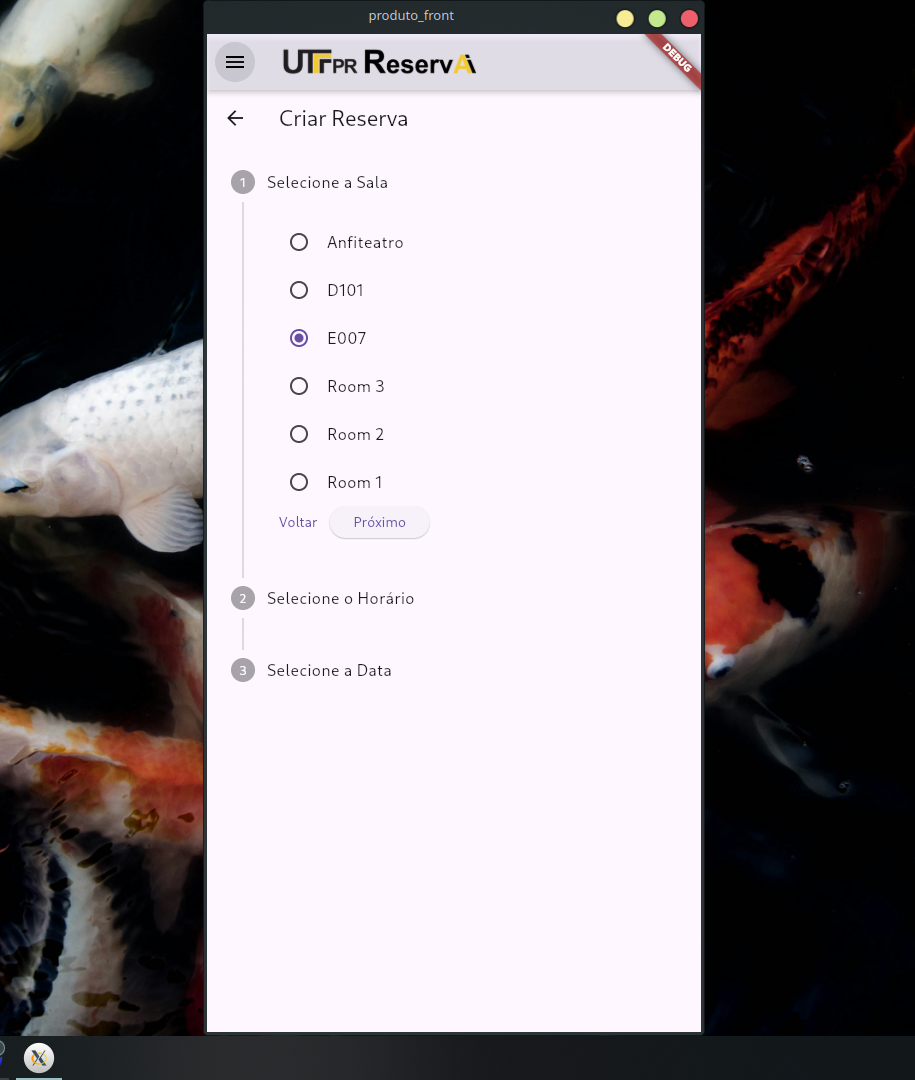 produto_front
UTFPR ReservA
DEBUG
Criar Reserva
1 Selecione a Sala
Anfiteatro
D101
E007
Room 3
Room 2
Room 1
Voltar Próximo
2 Selecione o Horário
3 Selecione a Data